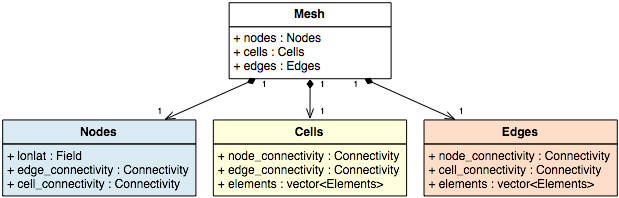 Mesh
+ nodes : Nodes
+ cells : Cells
+ edges : Edges
1
1
1
1
1
1
Nodes
+ lonlat : Field
+ edge_connectivity : Connectivity
+ cell_connectivity : Connectivity
Cells
+ node_connectivity : Connectivity
+ edge_connectivity : Connectivity
+ elements : vector<Elements>
Edges
+ node_connectivity : Connectivity
+ cell_connectivity : Connectivity
+ elements : vector<Elements>